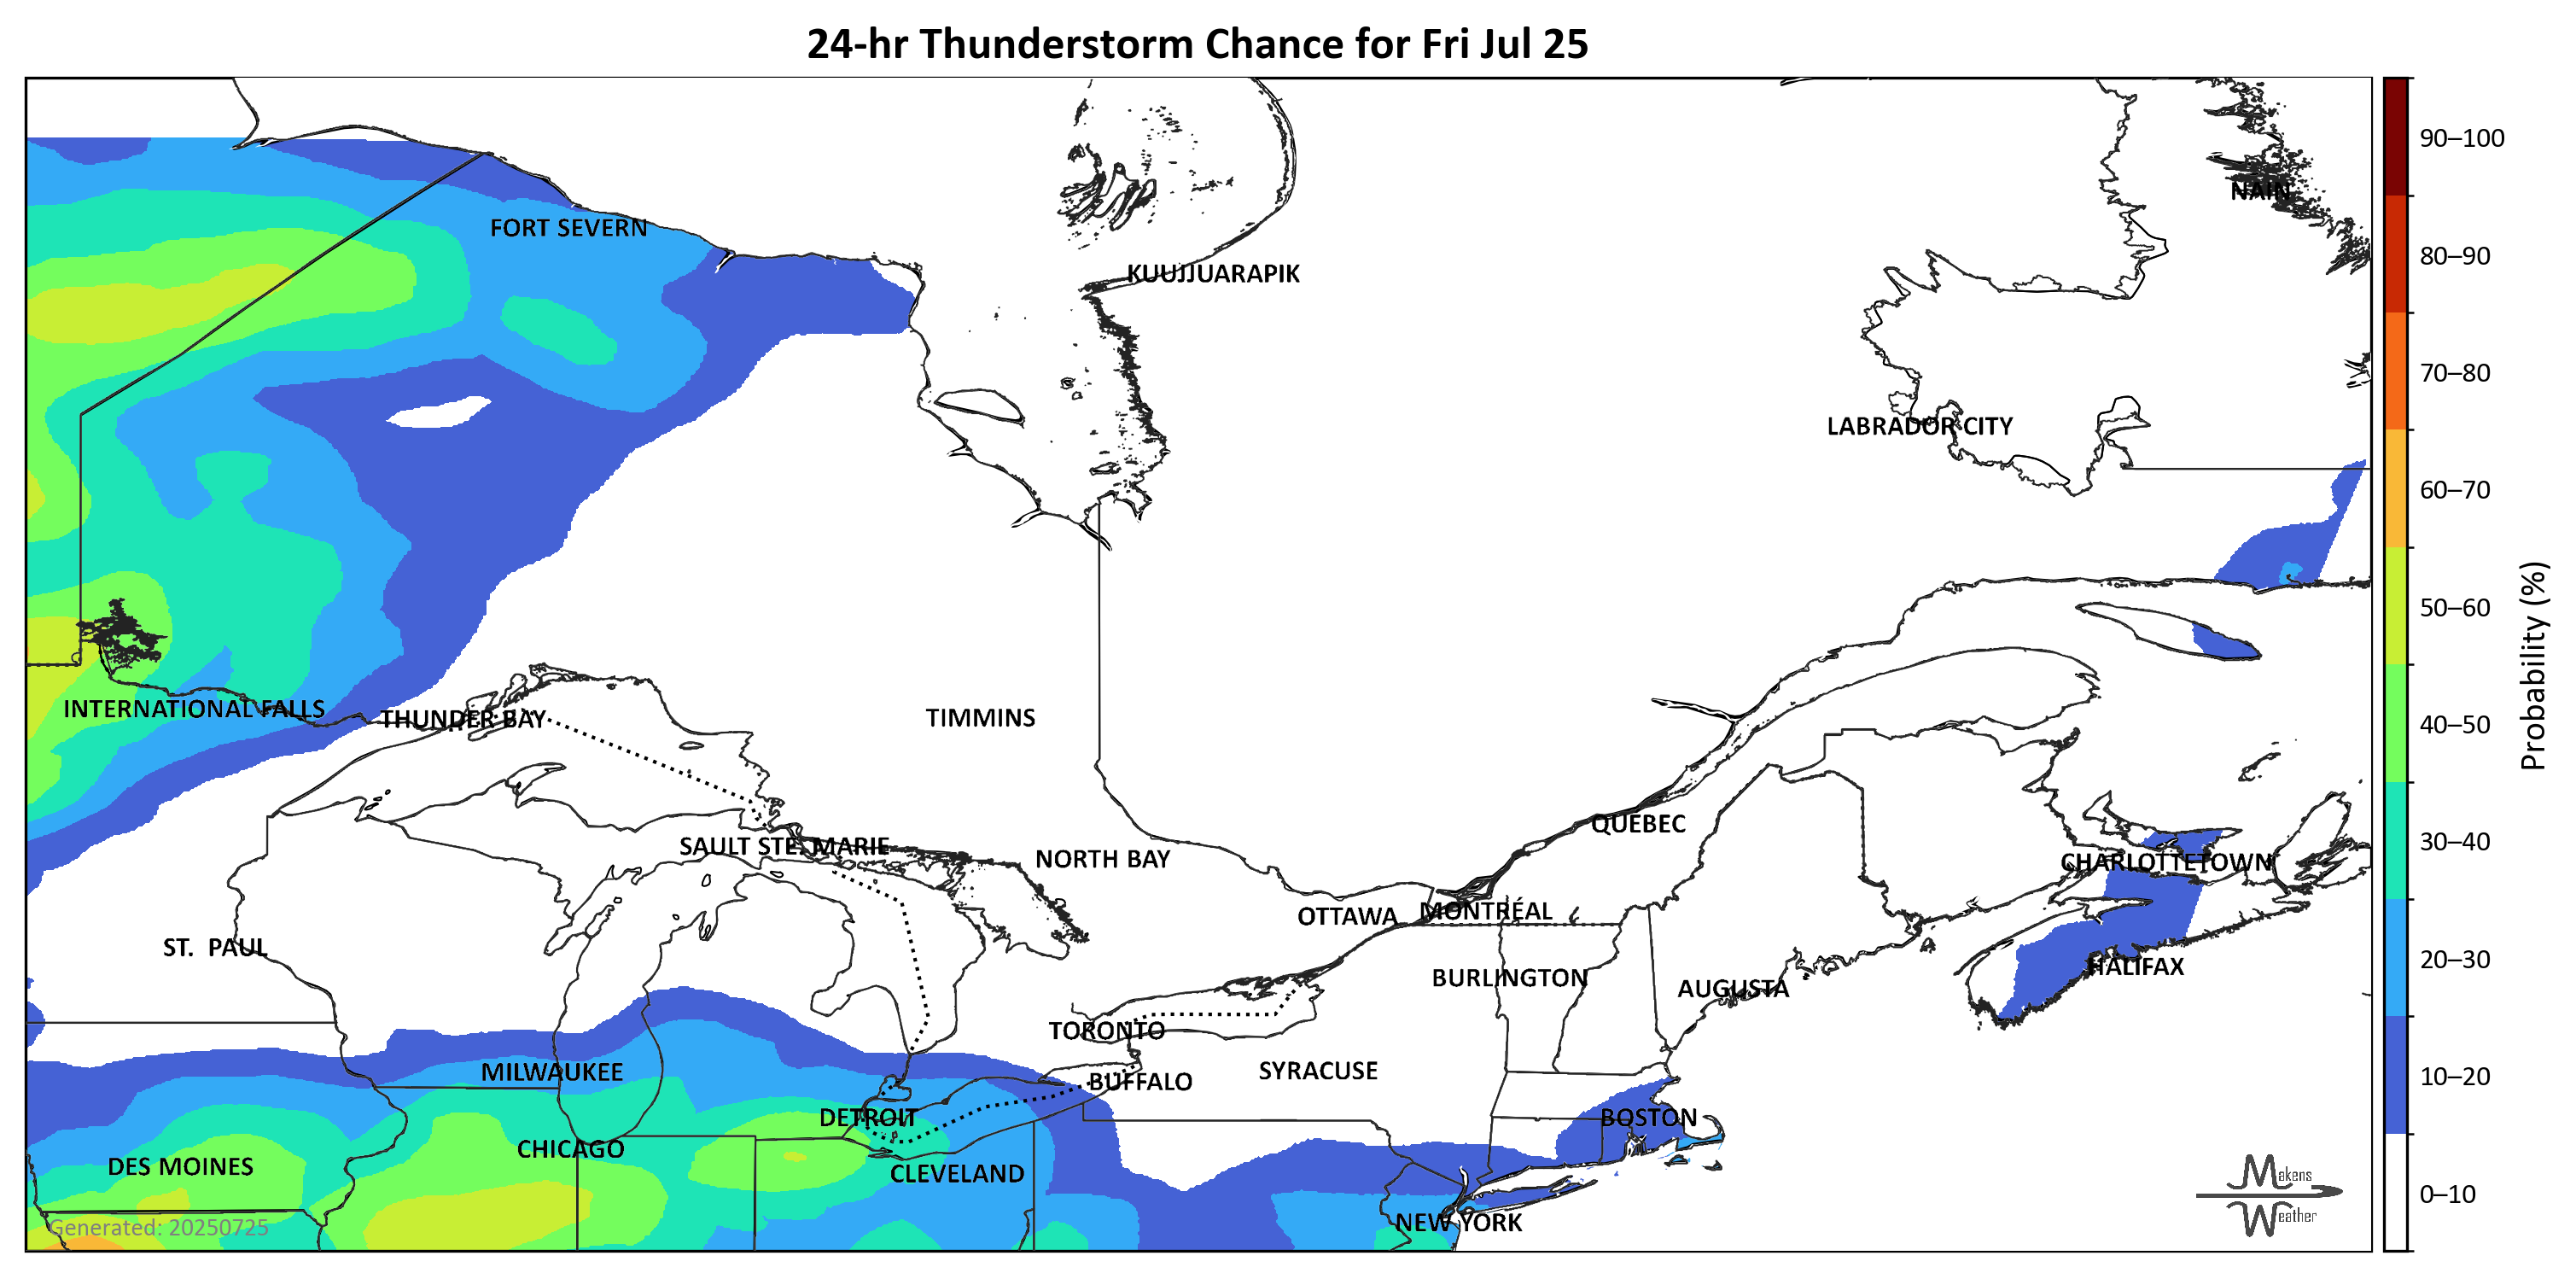 24-hr Thunderstorm Chance for Fri Jul 25
90–100
NAIN
FORT SEVERN
80–90
KUUJJUARAPIK
70–80
LABRADOR CITY
60–70
50–60
Probability (%)
INTERNATIONAL FALLS
THUNDER BAY
TIMMINS
40–50
QUEBEC
30–40
SAULT STE. MARIE
NORTH BAY
CHARLOTTETOWN
OTTAWA
MONTRÉAL
ST. PAUL
20–30
HALIFAX
BURLINGTON
AUGUSTA
TORONTO
MILWAUKEE
SYRACUSE
10–20
BUFFALO
DETROIT
BOSTON
CHICAGO
DES MOINES
CLEVELAND
Makens
Weather
0–10
NEW YORK
Generated: 20250725